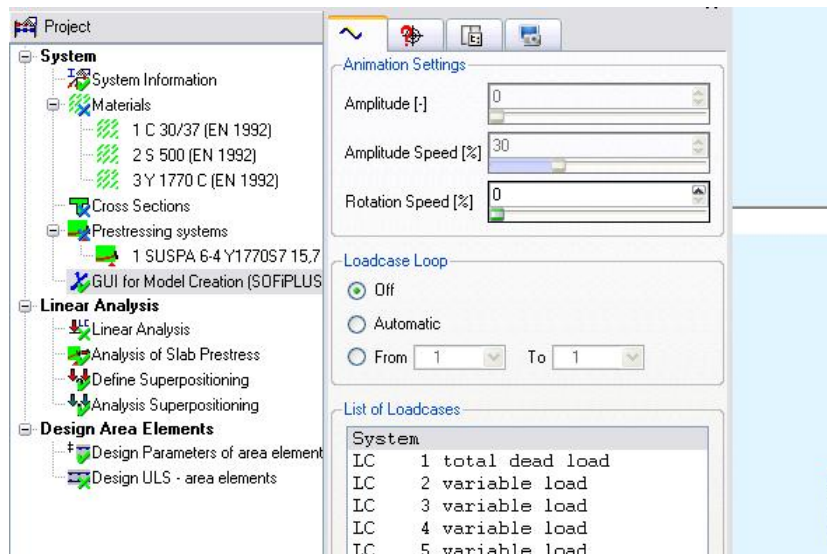 Project
System
System Information
Materials
1 C 30/37 (EN 1992)
2 S 500 (EN 1992)
3 Y 1770 C (EN 1992)
Cross Sections
Prestressing systems
1 SUSPA 6-4 Y1770S7 15,7
GUI for Model Creation (SOFiPLUS
Linear Analysis
Linear Analysis
Analysis of Slab Prestress
Define Superpositioning
Analysis Superpositioning
Design Area Elements
Design Parameters of area element
Design ULS - area elements
Animation Settings
Amplitude [-] 0
Amplitude Speed [%] 30
Rotation Speed [%] 0
Loadcase Loop
Off
Automatic
From 1 To 1
List of Loadcases
System
LC 1 total dead load
LC 2 variable load
LC 3 variable load
LC 4 variable load
LC 5 variable load